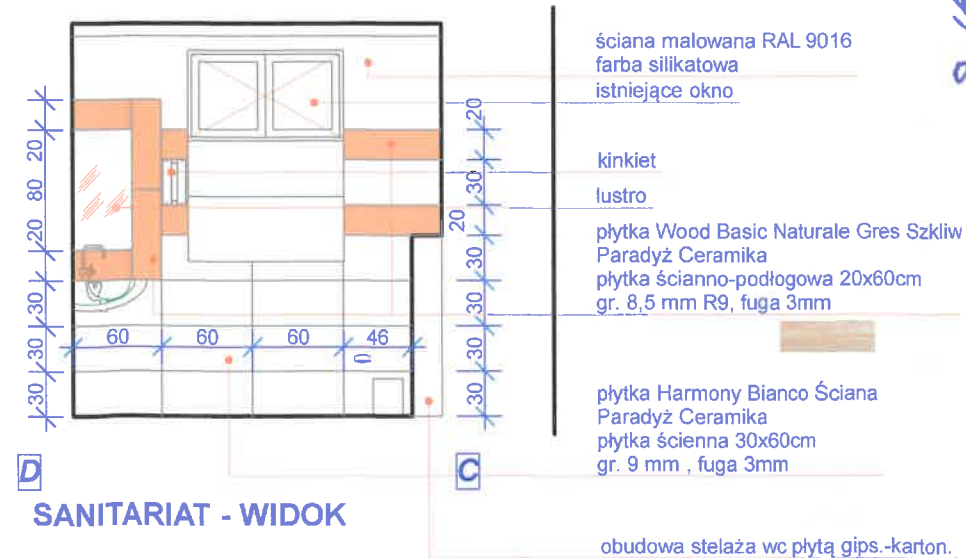 ściana malowana RAL 9016
farba silikatowa
istniejące okno
kinkiet
lustro
płytka Wood Basic Naturale Gres Szkliw
Paradyż Ceramika
płytka ścianno-podłogowa 20x60cm
gr. 8,5 mm R9, fuga 3mm
płytka Harmony Bianco Ściana
Paradyż Ceramika
płytka ścienna 30x60cm
gr. 9 mm , fuga 3mm
obudowa stelaża wc płytą gips.-karton.
20
80
20
30
30
30
60
60
60
46
20
30
20
30
30
30
30
D
C
SANITARIAT - WIDOK